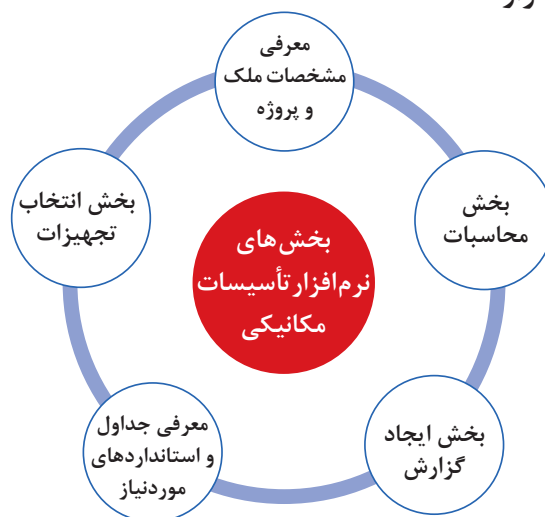 معرفی
مشخصات ملک
و پروژه
بخش
محاسبات
بخش انتخاب
تجهیزات
بخش‌های
نرم‌افزار تأسیسات
مکانیکی
بخش ایجاد
گزارش
معرفی جداول
و استانداردهای
موردنیاز